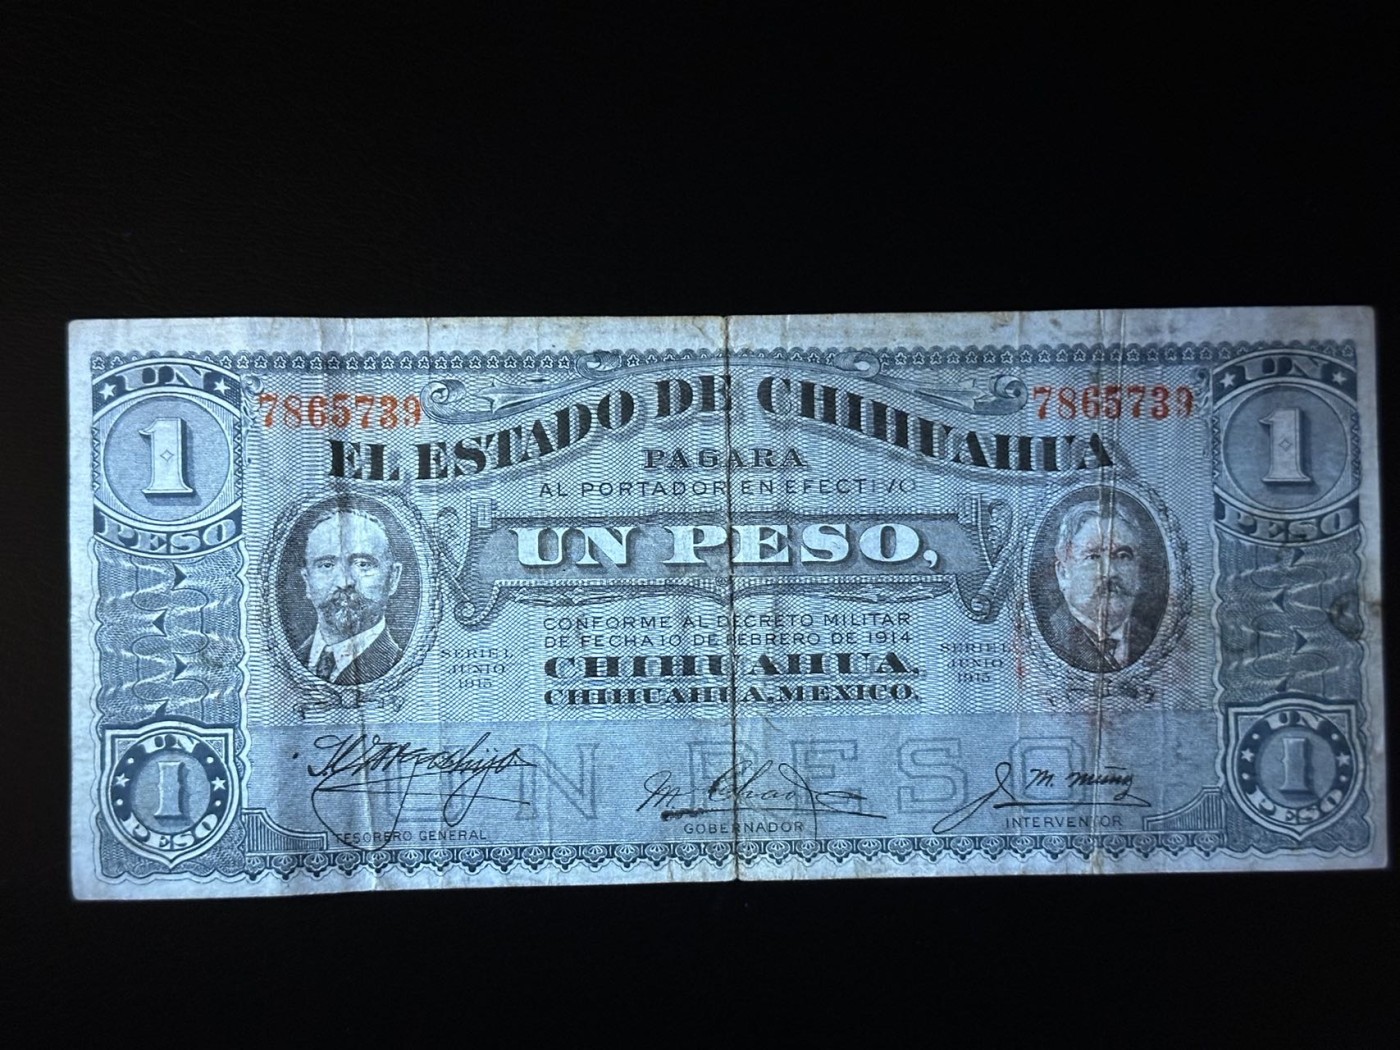 UN
1
PESO
7865739
7865739
UN
1
PESO
EL ESTADO DE CHIHUAHUA
PAGARA
AL PORTADOR EN EFECTIVO
UN PESO,
CONFORME AL DECRETO MILITAR
DE FECHA 10 DE FEBRERO DE 1914
CHIHUAHUA,
CHIHUAHUA, MEXICO.
SERIE L
JUNIO
1915
SERIE L
JUNIO
1915
UN PESO
TESORERO GENERAL
GOBERNADOR
J M. Muñoz
INTERVENTOR
UN
1
PESO
UN
1
PESO